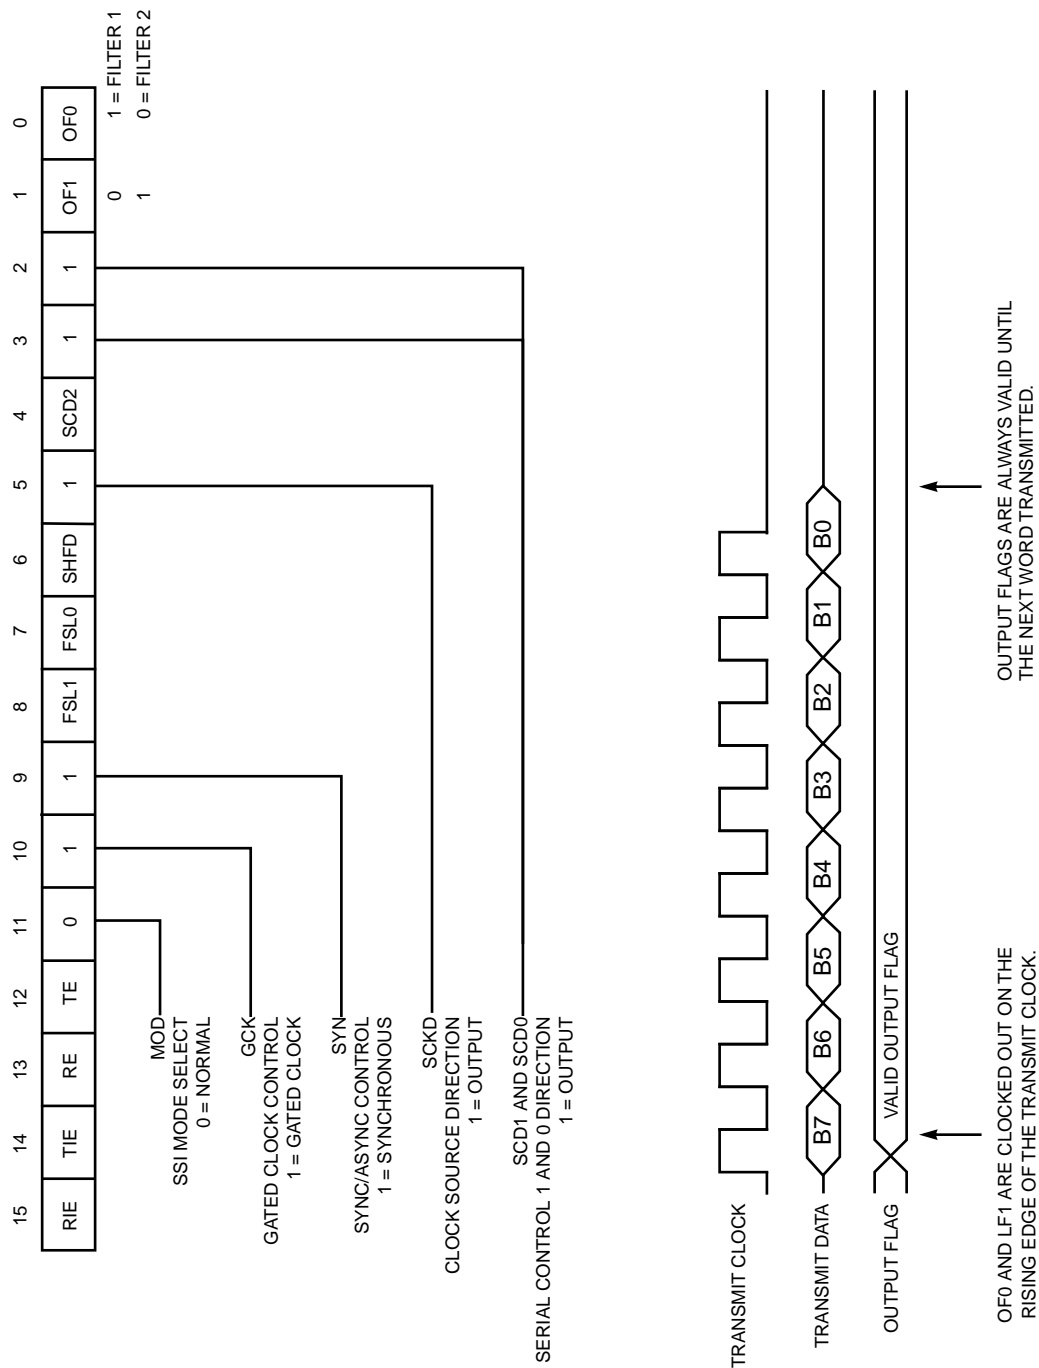 15 14 13 12 11 10 9 8 7 6 5 4 3 2 1 0
RIE TIE RE TE 0 1 1 FSL1 FSL0 SHFD 1 SCD2 1 1 OF1 OF0
0 1 = FILTER 1
1 0 = FILTER 2
MOD
SSI MODE SELECT
0 = NORMAL
GCK
GATED CLOCK CONTROL
1 = GATED CLOCK
SYN
SYNC/ASYNC CONTROL
1 = SYNCHRONOUS
SCKD
CLOCK SOURCE DIRECTION
1 = OUTPUT
SCD1 AND SCD0
SERIAL CONTROL 1 AND 0 DIRECTION
1 = OUTPUT
TRANSMIT CLOCK
TRANSMIT DATA B7 B6 B5 B4 B3 B2 B1 B0
OUTPUT FLAG VALID OUTPUT FLAG
OF0 AND LF1 ARE CLOCKED OUT ON THE
RISING EDGE OF THE TRANSMIT CLOCK.
OUTPUT FLAGS ARE ALWAYS VALID UNTIL
THE NEXT WORD TRANSMITTED.